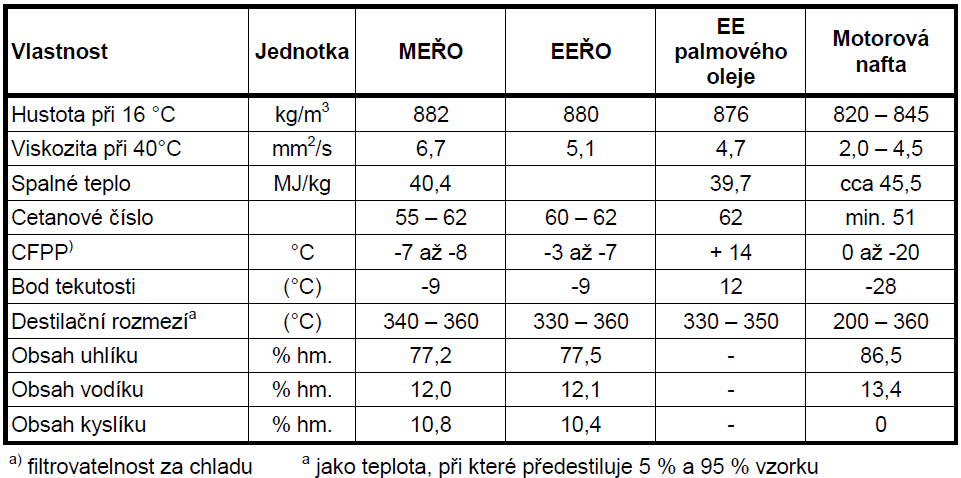 Vlastnost Jednotka MEŘO EEŘO EE palmového oleje Motorová nafta
Hustota při 16 °C kg/m³ 882 880 876 820 – 845
Viskozita při 40°C mm²/s 6,7 5,1 4,7 2,0 – 4,5
Spalné teplo MJ/kg 40,4 39,7 cca 45,5
Cetanové číslo 55 – 62 60 – 62 62 min. 51
CFPP⁾ °C -7 až -8 -3 až -7 + 14 0 až -20
Bod tekutosti (°C) -9 -9 12 -28
Destilační rozmezíᵃ (°C) 340 – 360 330 – 360 330 – 350 200 – 360
Obsah uhlíku % hm. 77,2 77,5 - 86,5
Obsah vodíku % hm. 12,0 12,1 - 13,4
Obsah kyslíku % hm. 10,8 10,4 - 0
ᵃ⁾ filtrovatelnost za chladu ᵃ jako teplota, při které předestiluje 5 % a 95 % vzorku